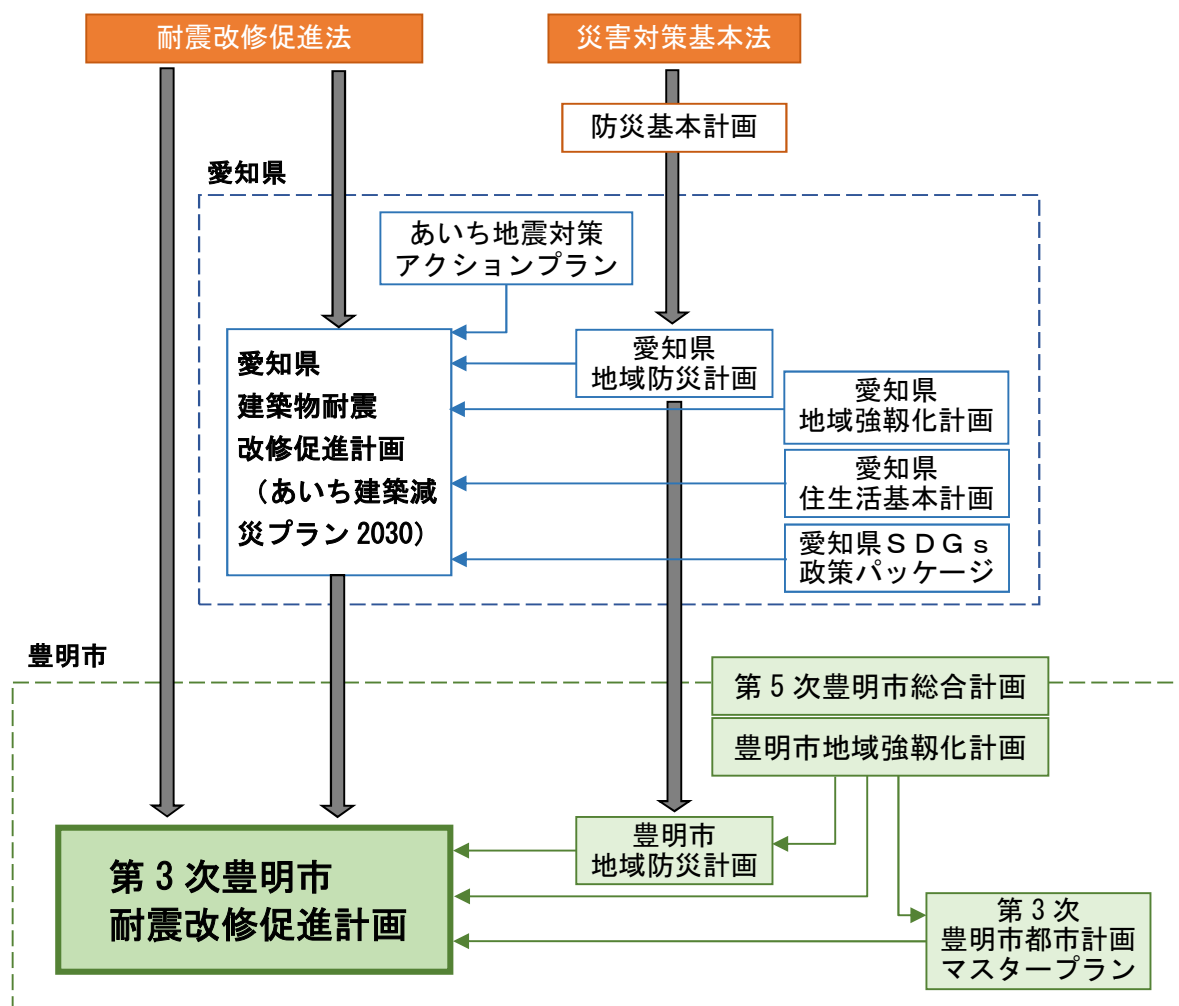 耐震改修促進法
災害対策基本法
防災基本計画
愛知県
あいち地震対策
アクションプラン
愛知県
建築物耐震
改修促進計画
（あいち建築減
災プラン 2030）
愛知県
地域防災計画
愛知県
地域強靱化計画
愛知県
住生活基本計画
愛知県ＳＤＧｓ
政策パッケージ
豊明市
第５次豊明市総合計画
豊明市地域強靱化計画
豊明市
地域防災計画
第３次豊明市
耐震改修促進計画
第３次
豊明市都市計画
マスタープラン